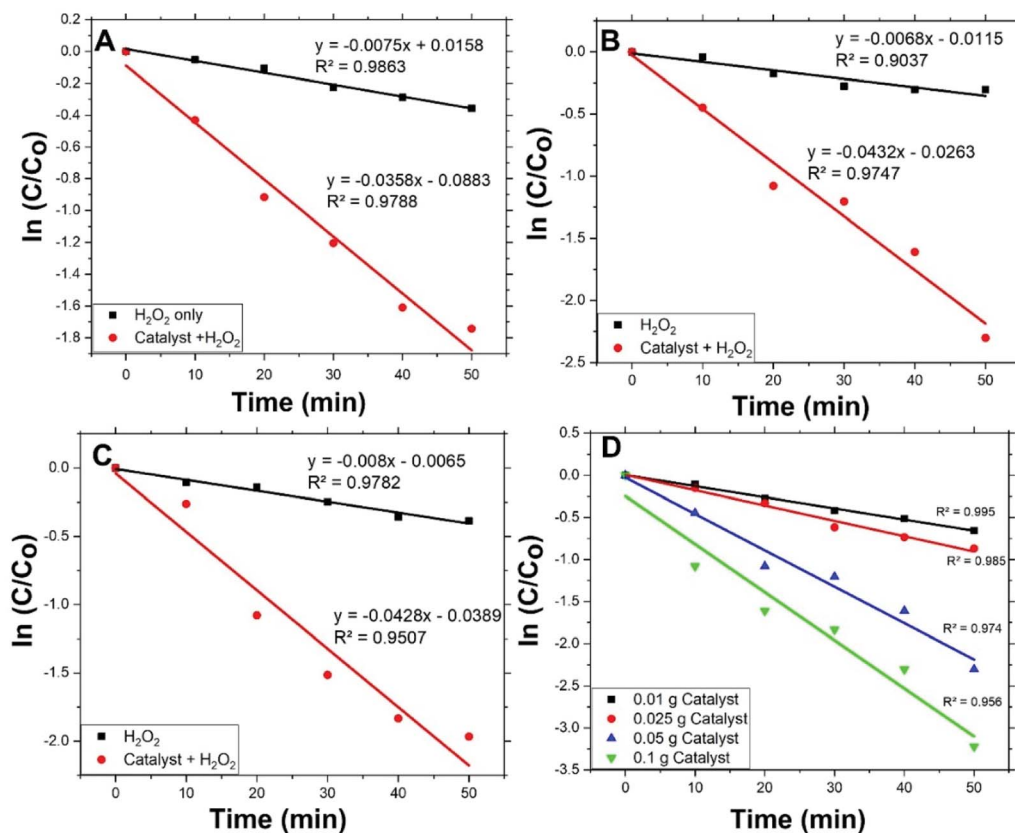 A
y = -0.0075x + 0.0158
R² = 0.9863
y = -0.0358x - 0.0883
R² = 0.9788
H₂O₂ only
Catalyst +H₂O₂
ln (C/Co)
0.2
0.0
-0.2
-0.4
-0.6
-0.8
-1.0
-1.2
-1.4
-1.6
-1.8
0 10 20 30 40 50
Time (min)
B
y = -0.0068x - 0.0115
R² = 0.9037
y = -0.0432x - 0.0263
R² = 0.9747
H₂O₂
Catalyst + H₂O₂
ln (C/Co)
0.5
0.0
-0.5
-1.0
-1.5
-2.0
-2.5
0 10 20 30 40 50
Time (min)
C
y = -0.008x - 0.0065
R² = 0.9782
y = -0.0428x - 0.0389
R² = 0.9507
H₂O₂
Catalyst + H₂O₂
ln (C/Co)
0.0
-0.5
-1.0
-1.5
-2.0
0 10 20 30 40 50
Time (min)
D
R² = 0.995
R² = 0.985
R² = 0.974
R² = 0.956
0.01 g Catalyst
0.025 g Catalyst
0.05 g Catalyst
0.1 g Catalyst
ln (C/Co)
0.5
0.0
-0.5
-1.0
-1.5
-2.0
-2.5
-3.0
-3.5
0 10 20 30 40 50
Time (min)